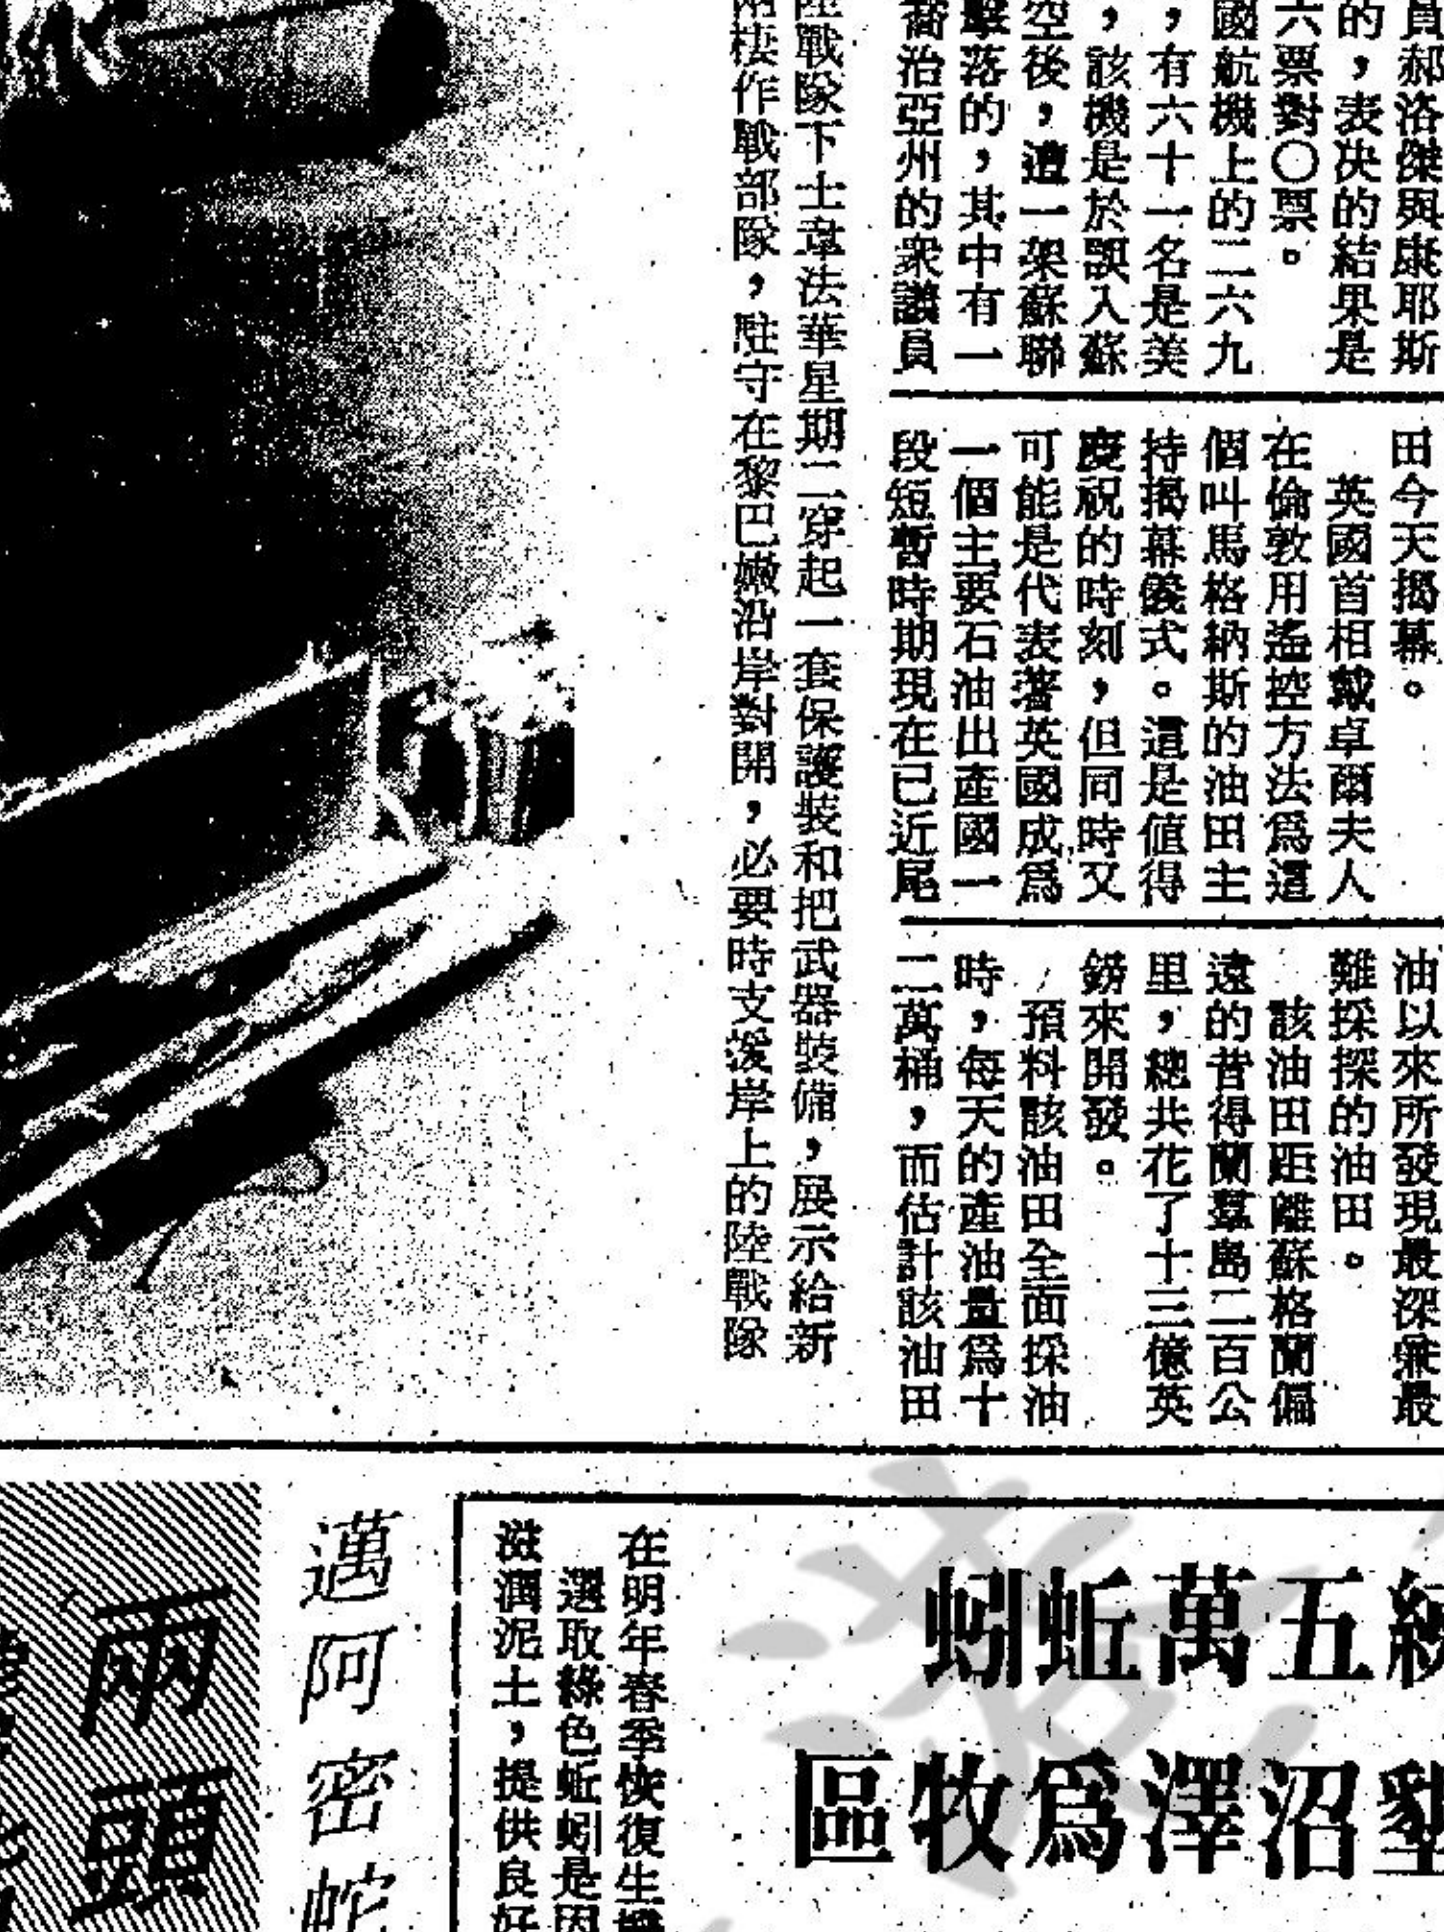 員郝洛傑與康耶斯
的，表决的結果是
六票對〇票。
國航機上的二六九
，有六十一名是美
，該機是於誤入蘇
空後，遭一架蘇聯
擊落的，其中有一
喬治亞州的衆議員
田今天揭幕。
英國首相戴卓爾夫人
在倫敦用遙控方法爲這
個叫馬格納斯的油田主
持揭幕儀式。這是值得
慶祝的時刻，但同時又
可能是代表著英國成爲
一個主要石油出產國一
段短暫時期現在已近尾
油以來所發現最深兼最
難採探的油田。
該油田距離蘇格蘭偏
遠的昔得蘭羣島二百公
里，總共花了十三億英
鎊來開發。
預料該油田全面採油
時，每天的產油量爲十
二萬桶，而估計該油田
陸戰隊下士韋法華星期二穿起一套保護裝和把武器裝備，展示給新
兩棲作戰部隊，駐守在黎巴嫩沿岸對開，必要時支援岸上的陸戰隊
統五萬蚯蚓
墾沼澤爲牧區
在明年春季恢復生
選取綠色蚯蚓是因
滋潤泥土，提供良好
邁阿密蛇
兩頭